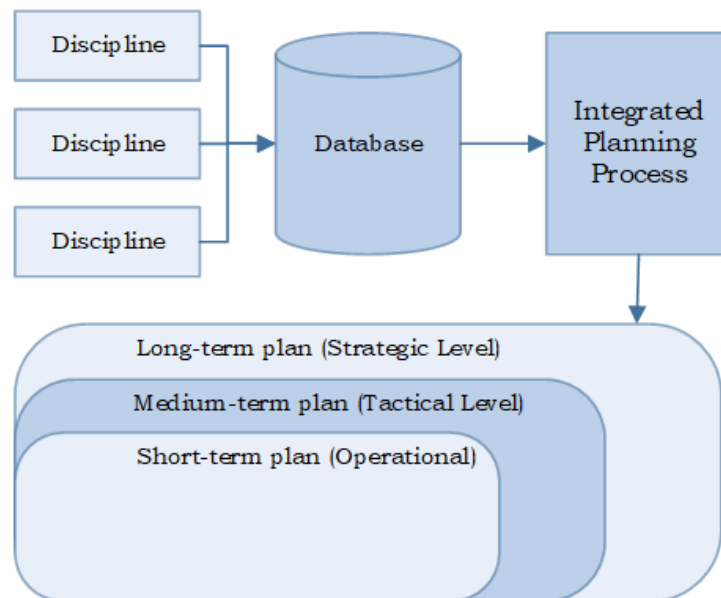 Discipline
Discipline
Discipline
Database
Integrated
Planning
Process
Long-term plan (Strategic Level)
Medium-term plan (Tactical Level)
Short-term plan (Operational)